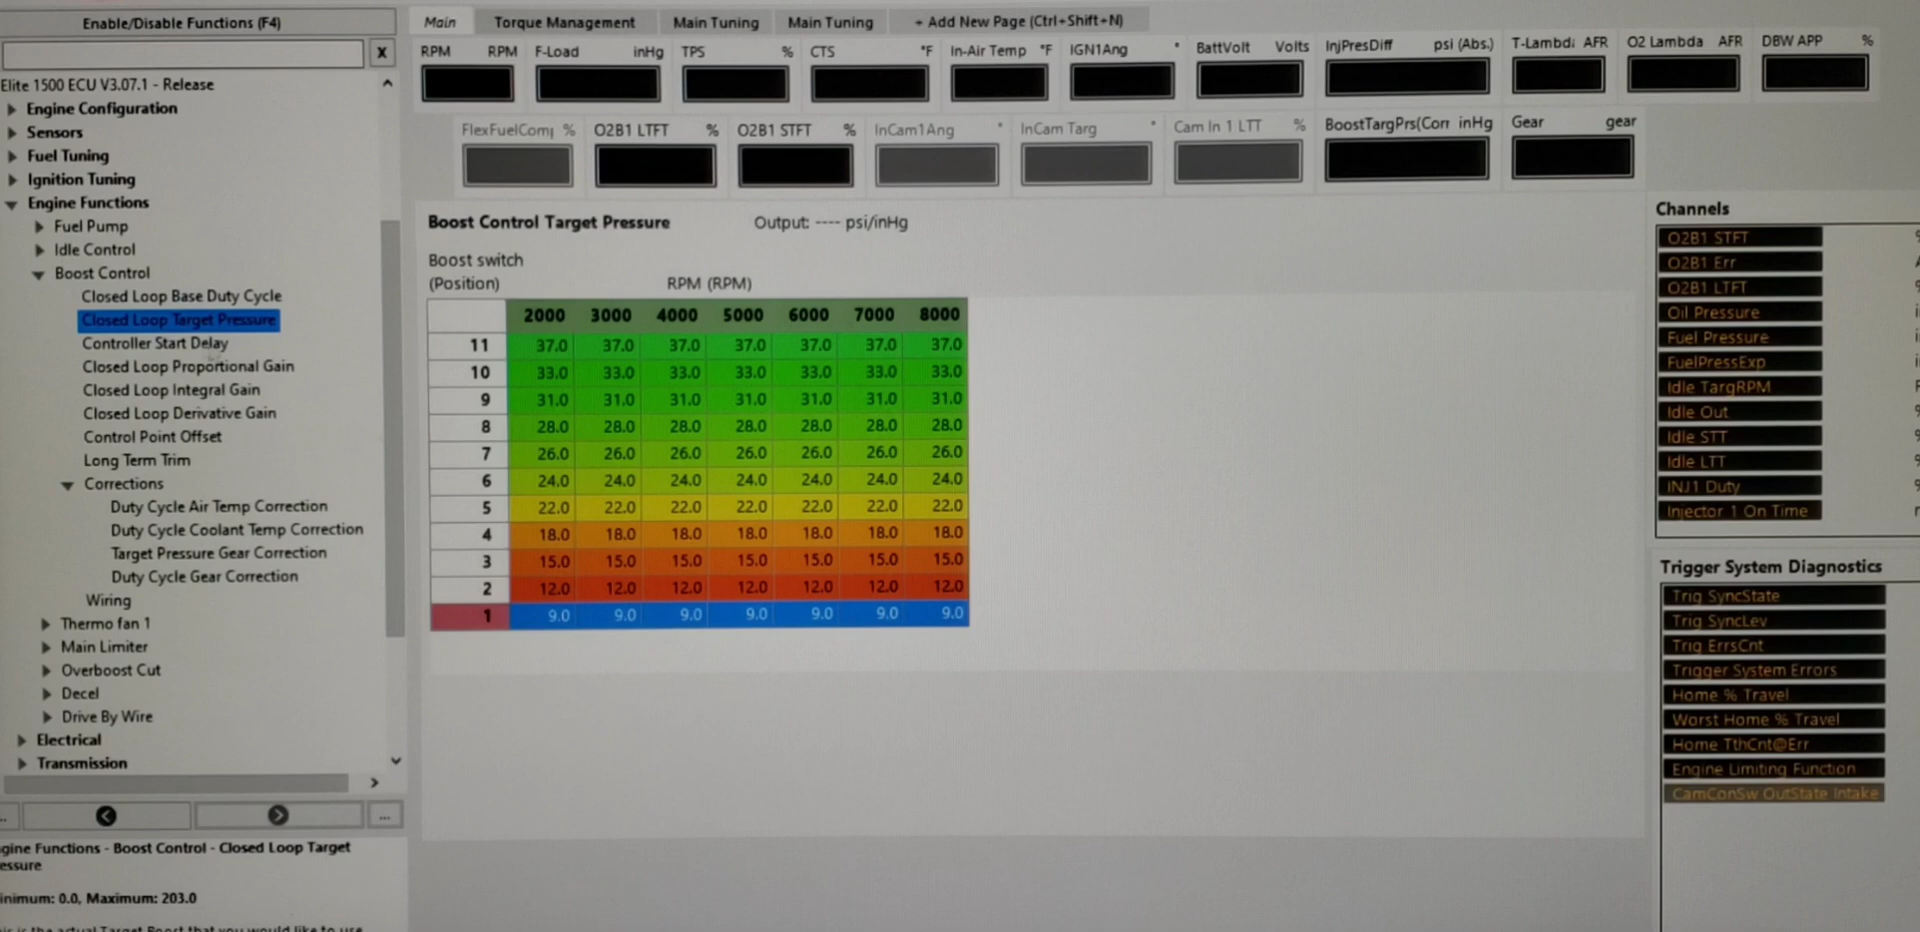 Enable/Disable Functions (F4)
X
Elite 1500 ECU V3.07.1 - Release
Engine Configuration
Sensors
Fuel Tuning
Ignition Tuning
Engine Functions
Fuel Pump
Idle Control
Boost Control
Closed Loop Base Duty Cycle
Closed Loop Target Pressure
Controller Start Delay
Closed Loop Proportional Gain
Closed Loop Integral Gain
Closed Loop Derivative Gain
Control Point Offset
Long Term Trim
Corrections
Duty Cycle Air Temp Correction
Duty Cycle Coolant Temp Correction
Target Pressure Gear Correction
Duty Cycle Gear Correction
Wiring
Thermo fan 1
Main Limiter
Overboost Cut
Decel
Drive By Wire
Electrical
Transmission
...
gine Functions - Boost Control - Closed Loop Target
essure
inimum: 0.0, Maximum: 203.0
is is the actual Target Boost that you would like to use
Main Torque Management Main Tuning Main Tuning + Add New Page (Ctrl+Shift+N)
RPM RPM F-Load inHg TPS % CTS °F In-Air Temp °F IGN1Ang ° BattVolt Volts InjPresDiff psi (Abs.) T-Lambd: AFR O2 Lambda AFR DBW APP %
FlexFuelComp % O2B1 LTFT % O2B1 STFT % InCam1Ang ° InCam Targ ° Cam In 1 LTT % BoostTargPrs(Corr inHg Gear gear
Boost Control Target Pressure Output: ---- psi/inHg
Boost switch
(Position) RPM (RPM)
2000 3000 4000 5000 6000 7000 8000
11 37.0 37.0 37.0 37.0 37.0 37.0 37.0
10 33.0 33.0 33.0 33.0 33.0 33.0 33.0
9 31.0 31.0 31.0 31.0 31.0 31.0 31.0
8 28.0 28.0 28.0 28.0 28.0 28.0 28.0
7 26.0 26.0 26.0 26.0 26.0 26.0 26.0
6 24.0 24.0 24.0 24.0 24.0 24.0 24.0
5 22.0 22.0 22.0 22.0 22.0 22.0 22.0
4 18.0 18.0 18.0 18.0 18.0 18.0 18.0
3 15.0 15.0 15.0 15.0 15.0 15.0 15.0
2 12.0 12.0 12.0 12.0 12.0 12.0 12.0
1 9.0 9.0 9.0 9.0 9.0 9.0 9.0
Channels
O2B1 STFT
O2B1 Err
O2B1 LTFT
Oil Pressure
Fuel Pressure
FuelPressExp
Idle TargRPM
Idle Out
Idle STT
Idle LTT
INJ1 Duty
Injector 1 On Time
Trigger System Diagnostics
Trig SyncState
Trig SyncLev
Trig ErrsCnt
Trigger System Errors
Home % Travel
Worst Home % Travel
Home TthCnt@Err
Engine Limiting Function
CamConSw OutState Intake